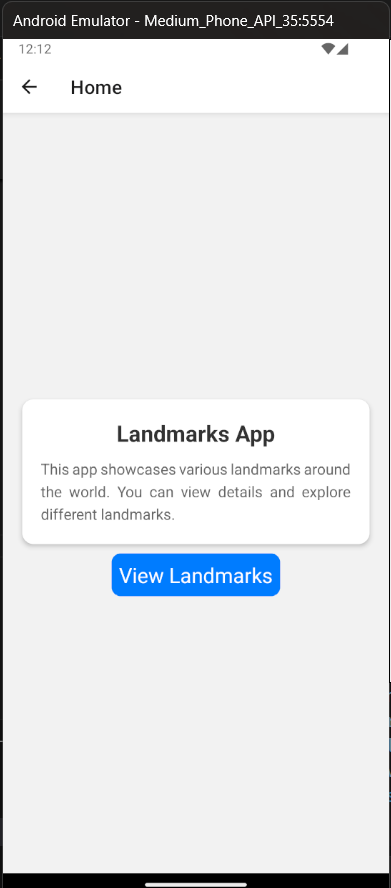 Android Emulator - Medium_Phone_API_35:5554
12:12
Home
Landmarks App
This app showcases various landmarks around
the world. You can view details and explore
different landmarks.
View Landmarks